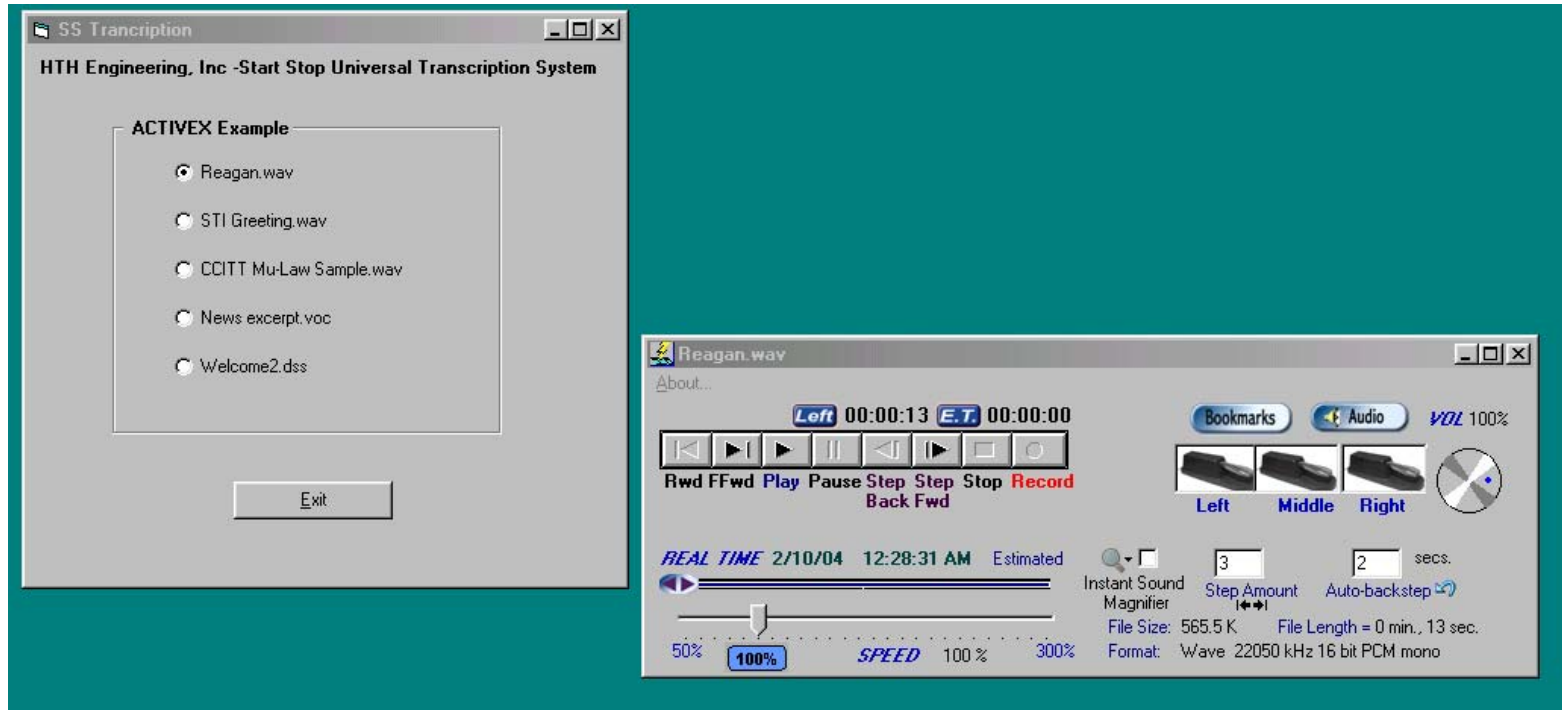 SS Trancription
HTH Engineering, Inc -Start Stop Universal Transcription System
ACTIVEX Example
Reagan.wav
STI Greeting.wav
CCITT Mu-Law Sample.wav
News excerpt.voc
Welcome2.dss
Exit
Reagan.wav
About...
Left 00:00:13 E.T. 00:00:00
Bookmarks Audio VOL 100%
Rwd FFwd Play Pause Step Back Step Fwd Stop Record
Left Middle Right
REAL TIME 2/10/04 12:28:31 AM Estimated
3 2 secs.
Instant Sound Magnifier Step Amount Auto-backstep
File Size: 565.5 K File Length = 0 min., 13 sec.
50% 100% SPEED 100 % 300%
Format: Wave 22050 kHz 16 bit PCM mono